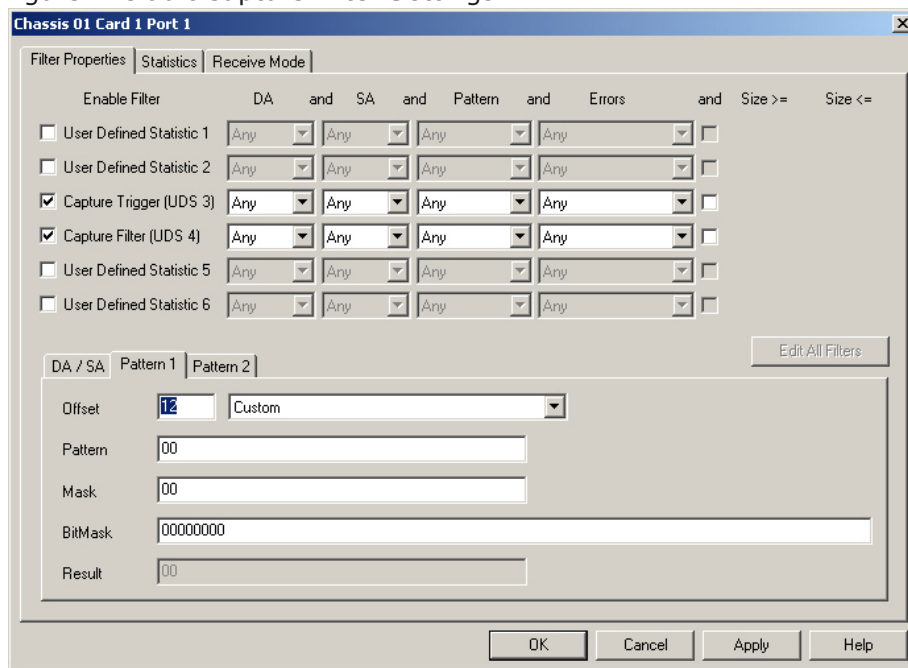 Chassis 01 Card 1 Port 1
Filter Properties Statistics Receive Mode
Enable Filter DA and SA and Pattern and Errors and Size >= Size <=
User Defined Statistic 1 Any Any Any Any
User Defined Statistic 2 Any Any Any Any
Capture Trigger (UDS 3) Any Any Any Any
Capture Filter (UDS 4) Any Any Any Any
User Defined Statistic 5 Any Any Any Any
User Defined Statistic 6 Any Any Any Any
Edit All Filters
DA / SA Pattern 1 Pattern 2
Offset 12 Custom
Pattern 00
Mask 00
BitMask 00000000
Result 00
OK Cancel Apply Help